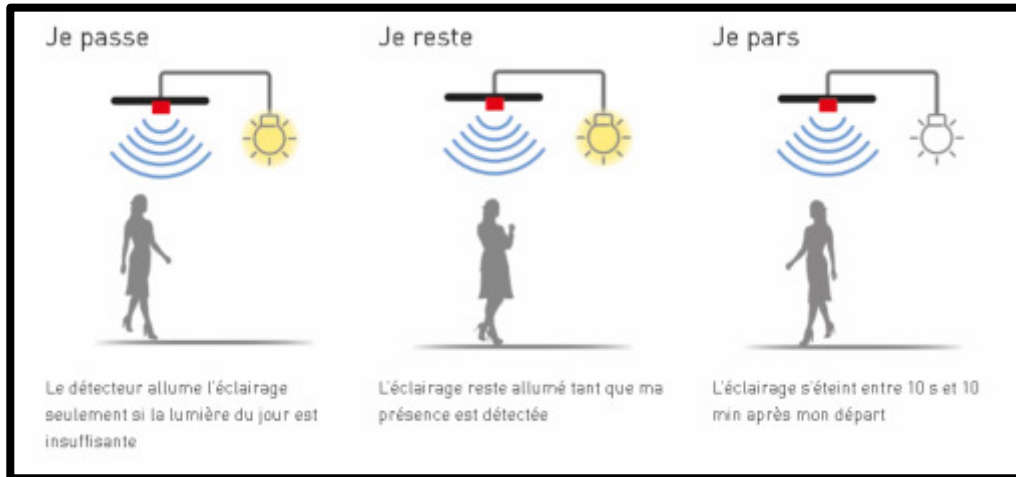 Je passe
Le détecteur allume l'éclairage
seulement si la lumière du jour est
insuffisante
Je reste
L'éclairage reste allumé tant que ma
présence est détectée
Je pars
L'éclairage s'éteint entre 10 s et 10
min après mon départ